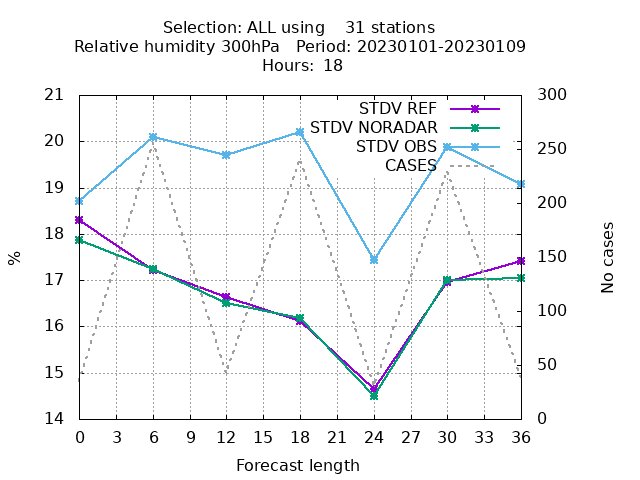 Selection: ALL using    31 stations
Relative humidity 300hPa   Period: 20230101-20230109
Hours: 18
STDV REF
STDV NORADAR
STDV OBS
CASES
21
20
19
18
17
16
15
14
%
300
250
200
150
100
50
0
No cases
0 3 6 9 12 15 18 21 24 27 30 33 36
Forecast length